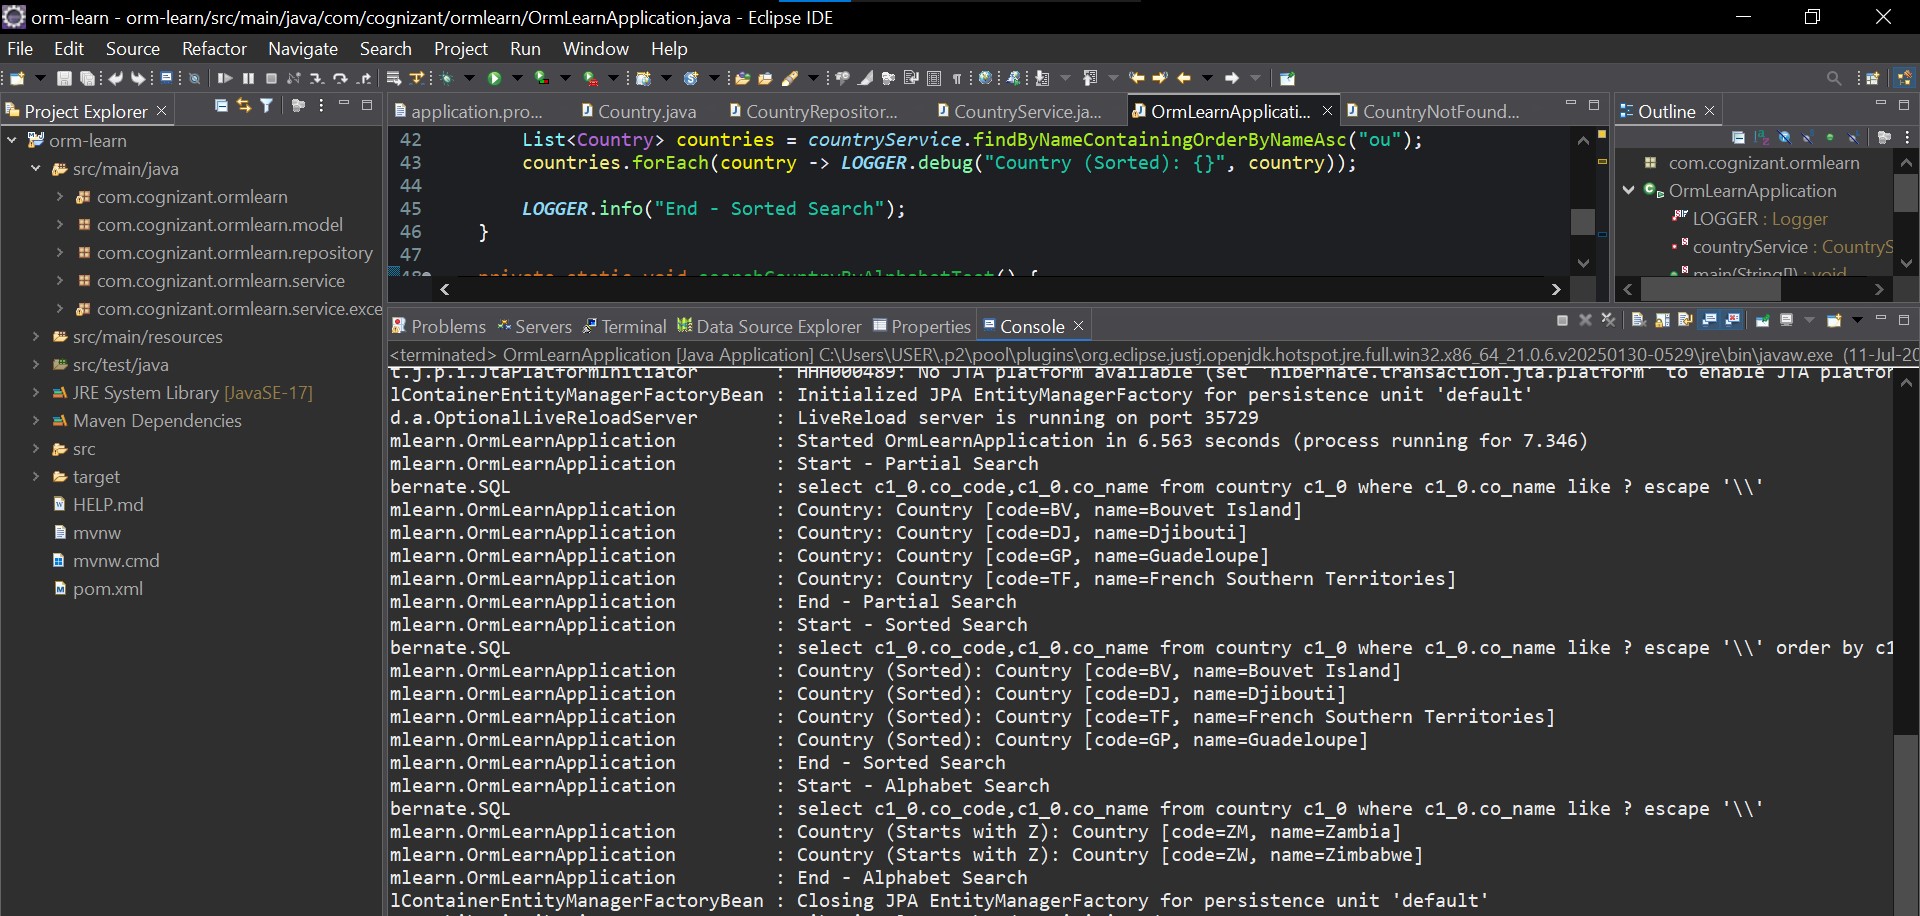 orm-learn - orm-learn/src/main/java/com/cognizant/ormlearn/OrmLearnApplication.java - Eclipse IDE
File Edit Source Refactor Navigate Search Project Run Window Help
Project Explorer
orm-learn
src/main/java
com.cognizant.ormlearn
com.cognizant.ormlearn.model
com.cognizant.ormlearn.repository
com.cognizant.ormlearn.service
com.cognizant.ormlearn.service.exce
src/main/resources
src/test/java
JRE System Library [JavaSE-17]
Maven Dependencies
src
target
HELP.md
mvnw
mvnw.cmd
pom.xml
application.pro... Country.java CountryRepositor... CountryService.ja... OrmLearnApplicati... CountryNotFound...
42 List<Country> countries = countryService.findByNameContainingOrderByNameAsc("ou");
43 countries.forEach(country -> LOGGER.debug("Country (Sorted): {}", country));
44
45 LOGGER.info("End - Sorted Search");
46 }
47
48 private static void searchCountryByAlphabetTest() {
Outline
com.cognizant.ormlearn
OrmLearnApplication
LOGGER : Logger
countryService : CountryS
main(String[]) : void
Problems Servers Terminal Data Source Explorer Properties Console
<terminated> OrmLearnApplication [Java Application] C:\Users\USER\.p2\pool\plugins\org.eclipse.justj.openjdk.hotspot.jre.full.win32.x86_64_21.0.6.v20250130-0529\jre\bin\javaw.exe (11-Jul-20
t.j.p.i.JtaPlatformInitiator : HHH000489: No JTA platform available (set 'hibernate.transaction.jta.platform' to enable JTA platfor
lContainerEntityManagerFactoryBean : Initialized JPA EntityManagerFactory for persistence unit 'default'
d.a.OptionalLiveReloadServer : LiveReload server is running on port 35729
mlearn.OrmLearnApplication : Started OrmLearnApplication in 6.563 seconds (process running for 7.346)
mlearn.OrmLearnApplication : Start - Partial Search
bernate.SQL : select c1_0.co_code,c1_0.co_name from country c1_0 where c1_0.co_name like ? escape '\\'
mlearn.OrmLearnApplication : Country: Country [code=BV, name=Bouvet Island]
mlearn.OrmLearnApplication : Country: Country [code=DJ, name=Djibouti]
mlearn.OrmLearnApplication : Country: Country [code=GP, name=Guadeloupe]
mlearn.OrmLearnApplication : Country: Country [code=TF, name=French Southern Territories]
mlearn.OrmLearnApplication : End - Partial Search
mlearn.OrmLearnApplication : Start - Sorted Search
bernate.SQL : select c1_0.co_code,c1_0.co_name from country c1_0 where c1_0.co_name like ? escape '\\' order by c1
mlearn.OrmLearnApplication : Country (Sorted): Country [code=BV, name=Bouvet Island]
mlearn.OrmLearnApplication : Country (Sorted): Country [code=DJ, name=Djibouti]
mlearn.OrmLearnApplication : Country (Sorted): Country [code=TF, name=French Southern Territories]
mlearn.OrmLearnApplication : Country (Sorted): Country [code=GP, name=Guadeloupe]
mlearn.OrmLearnApplication : End - Sorted Search
mlearn.OrmLearnApplication : Start - Alphabet Search
bernate.SQL : select c1_0.co_code,c1_0.co_name from country c1_0 where c1_0.co_name like ? escape '\\'
mlearn.OrmLearnApplication : Country (Starts with Z): Country [code=ZM, name=Zambia]
mlearn.OrmLearnApplication : Country (Starts with Z): Country [code=ZW, name=Zimbabwe]
mlearn.OrmLearnApplication : End - Alphabet Search
lContainerEntityManagerFactoryBean : Closing JPA EntityManagerFactory for persistence unit 'default'